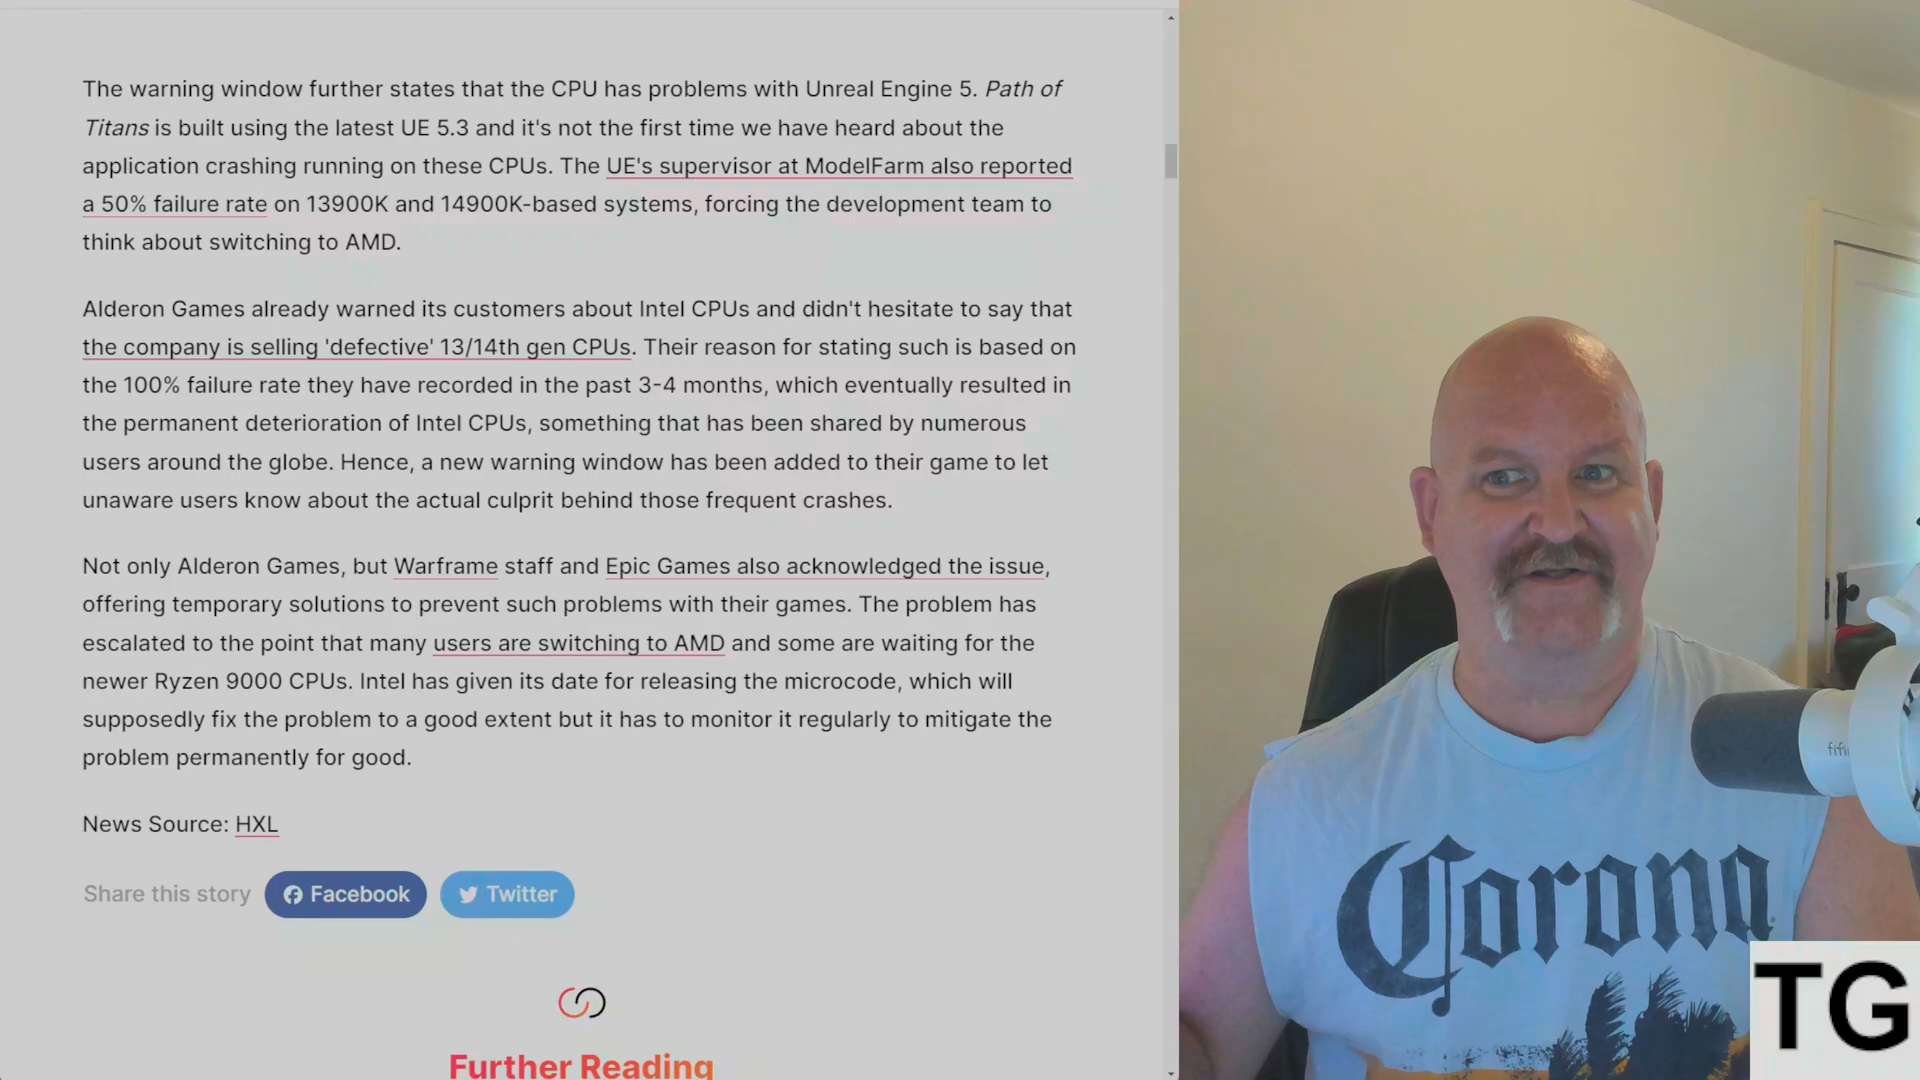 The warning window further states that the CPU has problems with Unreal Engine 5. Path of
Titans is built using the latest UE 5.3 and it's not the first time we have heard about the
application crashing running on these CPUs. The UE's supervisor at ModelFarm also reported
a 50% failure rate on 13900K and 14900K-based systems, forcing the development team to
think about switching to AMD.
Alderon Games already warned its customers about Intel CPUs and didn't hesitate to say that
the company is selling 'defective' 13/14th gen CPUs. Their reason for stating such is based on
the 100% failure rate they have recorded in the past 3-4 months, which eventually resulted in
the permanent deterioration of Intel CPUs, something that has been shared by numerous
users around the globe. Hence, a new warning window has been added to their game to let
unaware users know about the actual culprit behind those frequent crashes.
Not only Alderon Games, but Warframe staff and Epic Games also acknowledged the issue,
offering temporary solutions to prevent such problems with their games. The problem has
escalated to the point that many users are switching to AMD and some are waiting for the
newer Ryzen 9000 CPUs. Intel has given its date for releasing the microcode, which will
supposedly fix the problem to a good extent but it has to monitor it regularly to mitigate the
problem permanently for good.
News Source: HXL
Share this story Facebook Twitter
Further Reading
Corona
TG